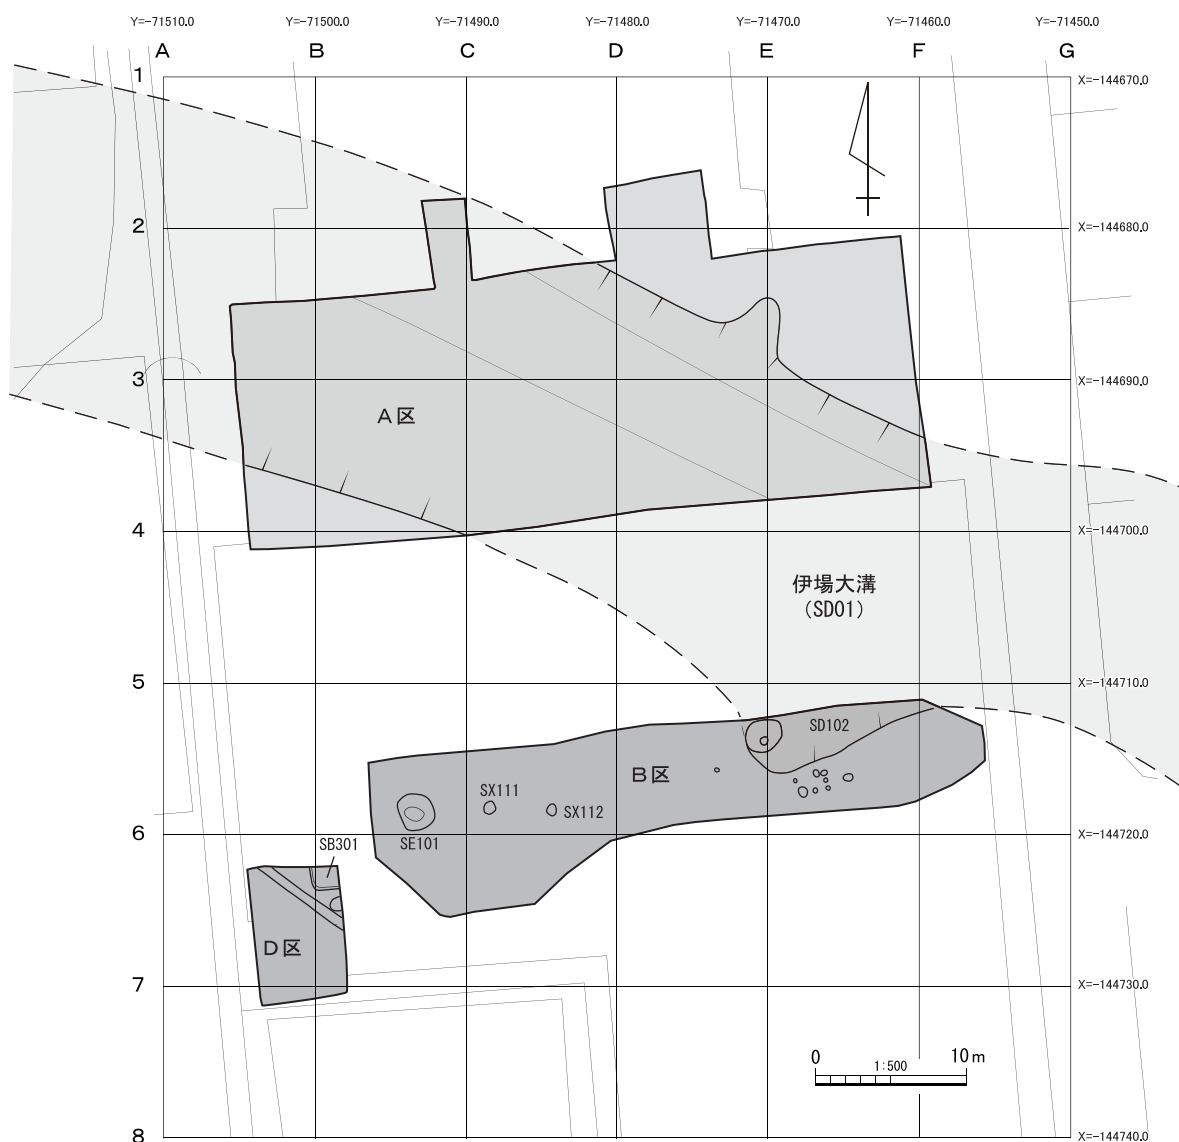 Y=-71510.0 Y=-71500.0 Y=-71490.0 Y=-71480.0 Y=-71470.0 Y=-71460.0 Y=-71450.0
A B C D E F G
1
X=-144670.0
2
X=-144680.0
3
X=-144690.0
A区
4
X=-144700.0
伊場大溝
(SD01)
5
X=-144710.0
SD102
B区
SX111
SX112
6
X=-144720.0
SE101
SB301
D区
7
X=-144730.0
0 10m
1:500
8
X=-144740.0